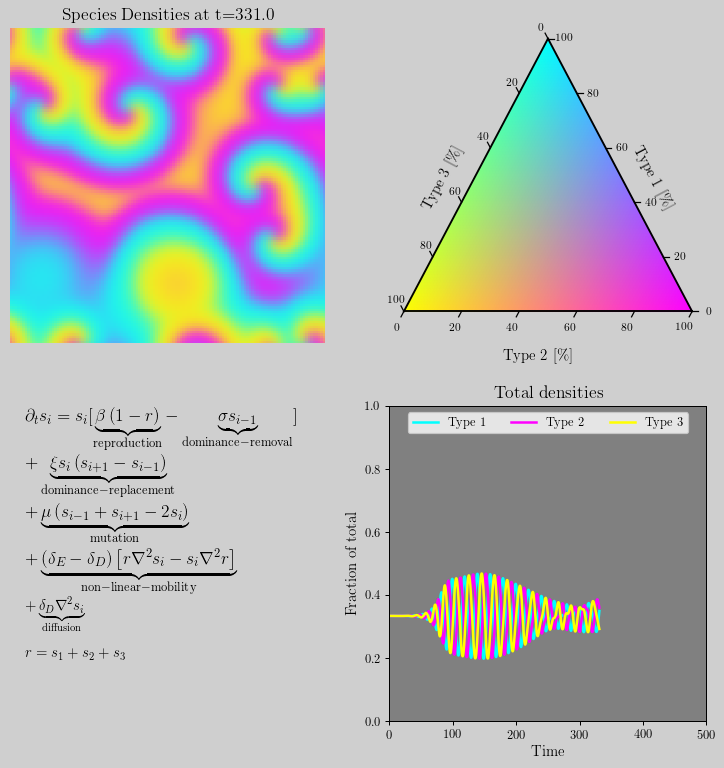 Species Densities at t=331.0
0
100
20
80
40
60
Type 3 [%]
Type 1 [%]
60
40
80
20
100
0
0
20
40
60
80
100
Type 2 [%]
∂ₜsᵢ = sᵢ[β (1 − r) − σsᵢ₋₁ ]
reproduction dominance−removal
+ ξsᵢ (sᵢ₊₁ − sᵢ₋₁)
dominance−replacement
+ μ (sᵢ₋₁ + sᵢ₊₁ − 2sᵢ)
mutation
+ (δ_E − δ_D) [r∇²sᵢ − sᵢ∇²r]
non−linear−mobility
+ δ_D∇²sᵢ
diffusion
r = s₁ + s₂ + s₃
Total densities
Type 1 Type 2 Type 3
1.0
0.8
0.6
0.4
0.2
0.0
Fraction of total
0 100 200 300 400 500
Time